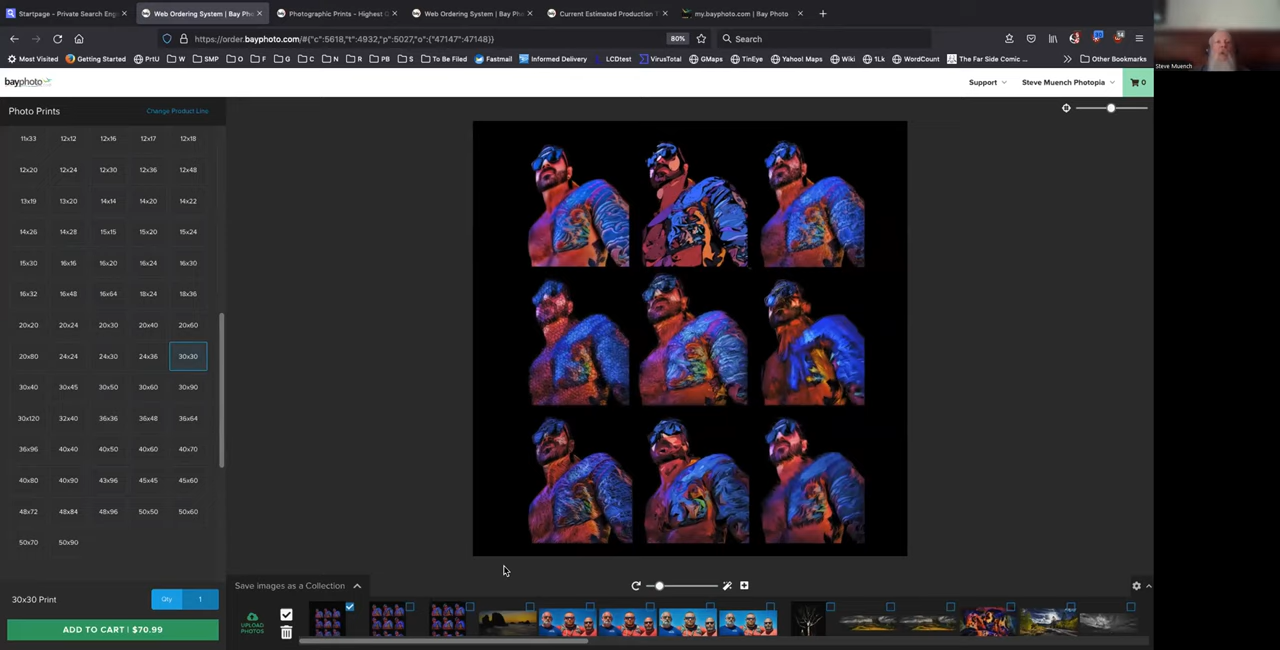 Startpage - Private Search Eng
Web Ordering System | Bay Ph
Photographic Prints - Highest
Web Ordering System | Bay Ph
Current Estimated Production T
my.bayphoto.com | Bay Photo
https://order.bayphoto.com/#{"c":5618,"t":4932,"p":5027,"o":{"47147":47148}}
80%
Search
Most Visited Getting Started PrtU W SMP O F G C N R PB S To Be Filed Fastmail Informed Delivery LCDtest VirusTotal TinEye Yahoo! Maps GMaps Wiki 1Lk WordCount The Far Side Comic ... Other Bookmarks
Steve Muench
bayphoto
Support
Steve Muench Photopia
0
Photo Prints
Change Product Line
11x33 12x12 12x16 12x17 12x18
12x20 12x24 12x30 12x36 12x48
13x19 13x20 14x14 14x20 14x22
14x26 14x28 15x15 15x20 15x24
15x30 16x16 16x20 16x24 16x30
16x32 16x48 16x64 18x24 18x36
20x20 20x24 20x30 20x40 20x60
20x80 24x24 24x30 24x36 30x30
30x40 30x45 30x50 30x60 30x90
30x120 32x40 36x36 36x48 36x64
36x96 40x40 40x50 40x60 40x70
40x80 40x90 43x96 45x45 45x60
48x72 48x84 48x96 50x50 50x60
50x70 50x90
Save images as a Collection
30x30 Print
Qty 1
UPLOAD
PHOTOS
ADD TO CART | $70.99